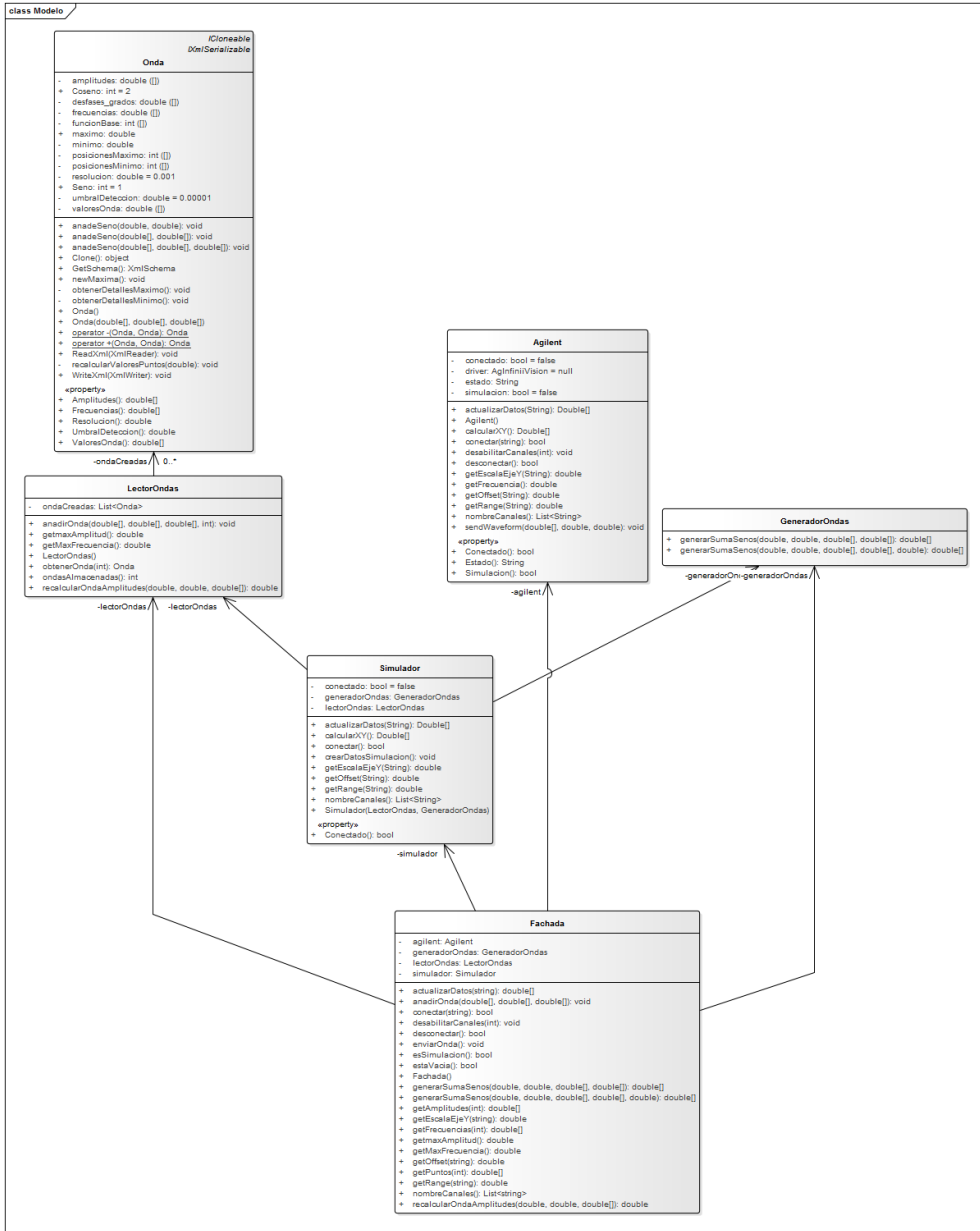 class Modelo
ICloneable
IXmlSerializable
Onda
- amplitudes: double ([])
+ Coseno: int = 2
- desfases_grados: double ([])
- frecuencias: double ([])
- funcionBase: int ([])
+ maximo: double
- minimo: double
- posicionesMaximo: int ([])
- posicionesMinimo: int ([])
- resolucion: double = 0.001
+ Seno: int = 1
- umbralDeteccion: double = 0.00001
- valoresOnda: double ([])
+ anadeSeno(double, double): void
+ anadeSeno(double[], double[]): void
+ anadeSeno(double[], double[], double[]): void
+ Clone(): object
+ GetSchema(): XmlSchema
+ newMaxima(): void
- obtenerDetallesMaximo(): void
- obtenerDetallesMinimo(): void
+ Onda()
+ Onda(double[], double[], double[])
+ operator -(Onda, Onda): Onda
+ operator +(Onda, Onda): Onda
+ ReadXml(XmlReader): void
- recalcularValoresPuntos(double): void
+ WriteXml(XmlWriter): void
«property»
+ Amplitudes(): double[]
+ Frecuencias(): double[]
+ Resolucion(): double
+ UmbralDeteccion(): double
+ ValoresOnda(): double[]
-ondaCreadas
0..*
LectorOndas
- ondaCreadas: List<Onda>
+ anadirOnda(double[], double[], double[], int): void
+ getmaxAmplitud(): double
+ getMaxFrecuencia(): double
+ LectorOndas()
+ obtenerOnda(int): Onda
+ ondasAlmacenadas(): int
+ recalcularOndaAmplitudes(double, double, double[]): double
-lectorOndas
-lectorOndas
Agilent
- conectado: bool = false
- driver: AgInfiniiVision = null
- estado: String
- simulacion: bool = false
+ actualizarDatos(String): Double[]
+ Agilent()
+ calcularXY(): Double[]
+ conectar(string): bool
+ desabilitarCanales(int): void
+ desconectar(): bool
+ getEscalaEjeY(String): double
+ getFrecuencia(): double
+ getOffset(String): double
+ getRange(String): double
+ nombreCanales(): List<String>
+ sendWaveform(double[], double, double): void
«property»
+ Conectado(): bool
+ Estado(): String
+ Simulacion(): bool
-agilent
GeneradorOndas
+ generarSumaSenos(double, double, double[], double[]): double[]
+ generarSumaSenos(double, double, double[], double[], double): double[]
-generadorOn
-generadorOndas
Simulador
- conectado: bool = false
- generadorOndas: GeneradorOndas
- lectorOndas: LectorOndas
+ actualizarDatos(String): Double[]
+ calcularXY(): Double[]
+ conectar(): bool
+ crearDatosSimulacion(): void
+ getEscalaEjeY(String): double
+ getOffset(String): double
+ getRange(String): double
+ nombreCanales(): List<String>
+ Simulador(LectorOndas, GeneradorOndas)
«property»
+ Conectado(): bool
-simulador
Fachada
- agilent: Agilent
- generadorOndas: GeneradorOndas
- lectorOndas: LectorOndas
- simulador: Simulador
+ actualizarDatos(string): double[]
+ anadirOnda(double[], double[], double[]): void
+ conectar(string): bool
+ desabilitarCanales(int): void
+ desconectar(): bool
+ enviarOnda(): void
+ esSimulacion(): bool
+ estaVacia(): bool
+ Fachada()
+ generarSumaSenos(double, double, double[], double[]): double[]
+ generarSumaSenos(double, double, double[], double[], double): double[]
+ getAmplitudes(int): double[]
+ getEscalaEjeY(string): double
+ getFrecuencias(int): double[]
+ getmaxAmplitud(): double
+ getMaxFrecuencia(): double
+ getOffset(string): double
+ getPuntos(int): double[]
+ getRange(string): double
+ nombreCanales(): List<string>
+ recalcularOndaAmplitudes(double, double, double[]): double